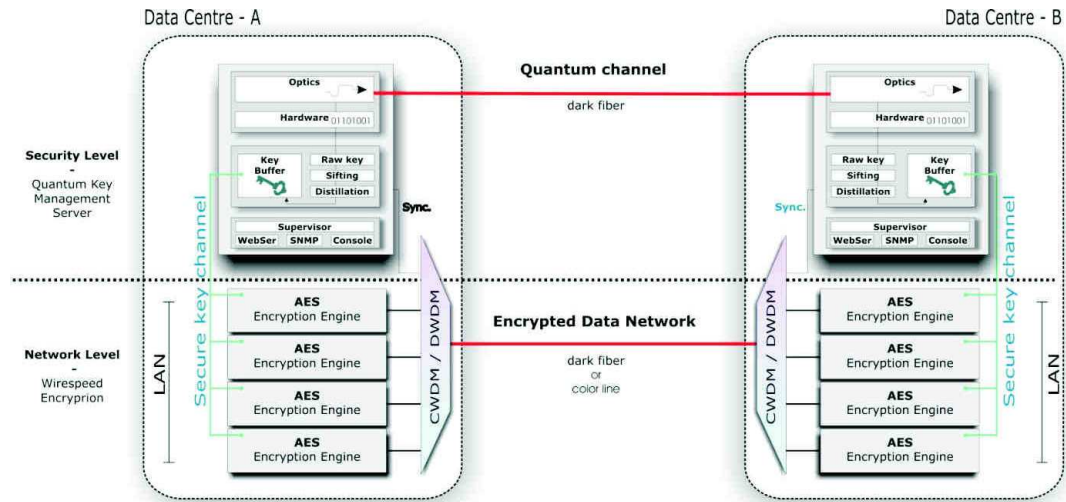 Data Centre - A
Data Centre - B
Security Level
-
Quantum Key
Management
Server
Network Level
-
Wirespeed
Encryprion
Optics
Hardware 01101001
Key
Buffer
Raw key
Sifting
Distillation
Supervisor
WebSer SNMP Console
Sync.
Secure key channel
LAN
AES
Encryption Engine
AES
Encryption Engine
AES
Encryption Engine
AES
Encryption Engine
CWDM / DWDM
Quantum channel
dark fiber
Encrypted Data Network
dark fiber
or
color line
Optics
Hardware 01101001
Raw key
Sifting
Distillation
Key
Buffer
Sync.
Supervisor
WebSer SNMP Console
CWDM / DWDM
AES
Encryption Engine
AES
Encryption Engine
AES
Encryption Engine
AES
Encryption Engine
Secure key channel
LAN